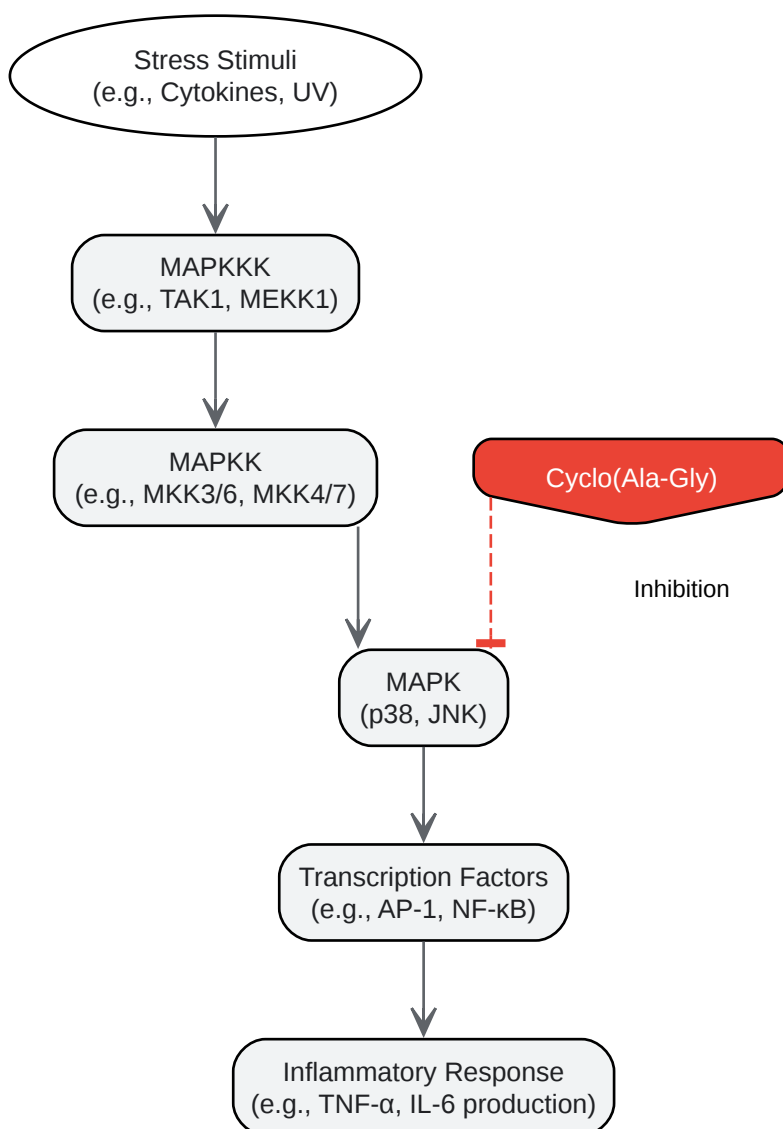 Stress Stimuli
(e.g., Cytokines, UV)
MAPKKK
(e.g., TAK1, MEKK1)
MAPKK
(e.g., MKK3/6, MKK4/7)
Cyclo(Ala-Gly)
Inhibition
MAPK
(p38, JNK)
Transcription Factors
(e.g., AP-1, NF-κB)
Inflammatory Response
(e.g., TNF-α, IL-6 production)